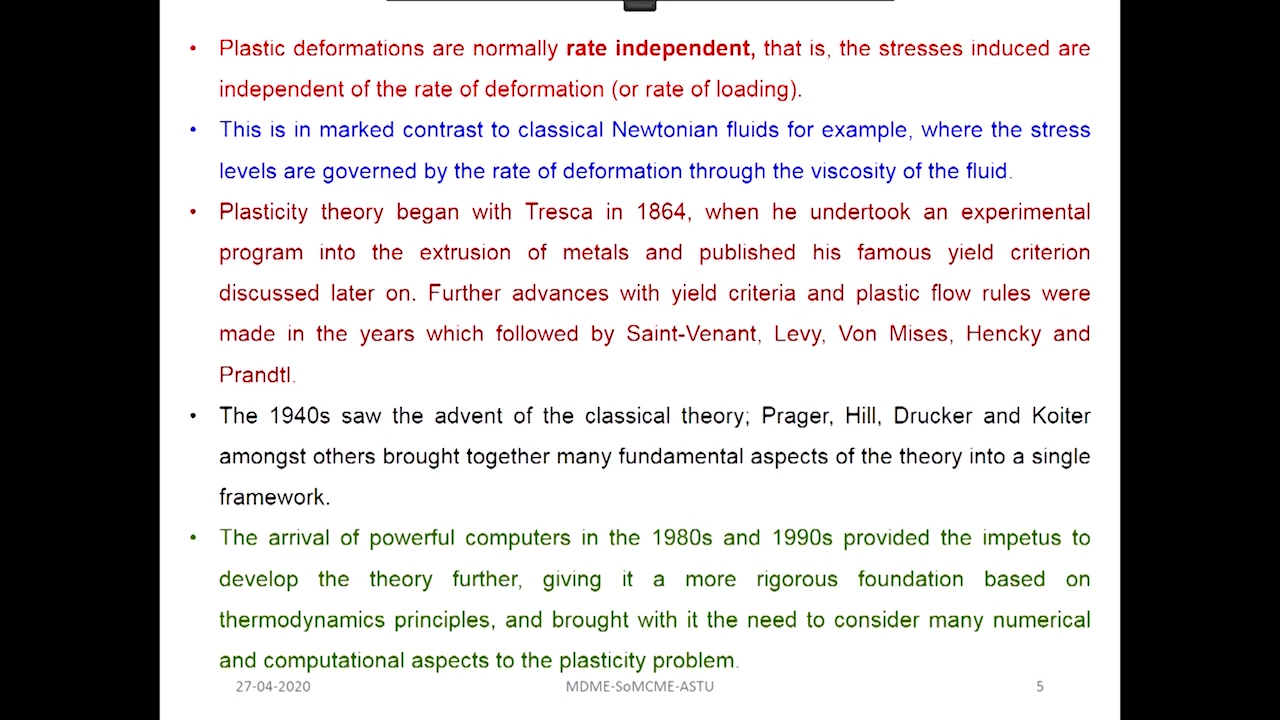 • Plastic deformations are normally rate independent, that is, the stresses induced are
independent of the rate of deformation (or rate of loading).
• This is in marked contrast to classical Newtonian fluids for example, where the stress
levels are governed by the rate of deformation through the viscosity of the fluid.
• Plasticity theory began with Tresca in 1864, when he undertook an experimental
program into the extrusion of metals and published his famous yield criterion
discussed later on. Further advances with yield criteria and plastic flow rules were
made in the years which followed by Saint-Venant, Levy, Von Mises, Hencky and
Prandtl.
• The 1940s saw the advent of the classical theory; Prager, Hill, Drucker and Koiter
amongst others brought together many fundamental aspects of the theory into a single
framework.
• The arrival of powerful computers in the 1980s and 1990s provided the impetus to
develop the theory further, giving it a more rigorous foundation based on
thermodynamics principles, and brought with it the need to consider many numerical
and computational aspects to the plasticity problem.
27-04-2020 MDME-SoMCME-ASTU 5